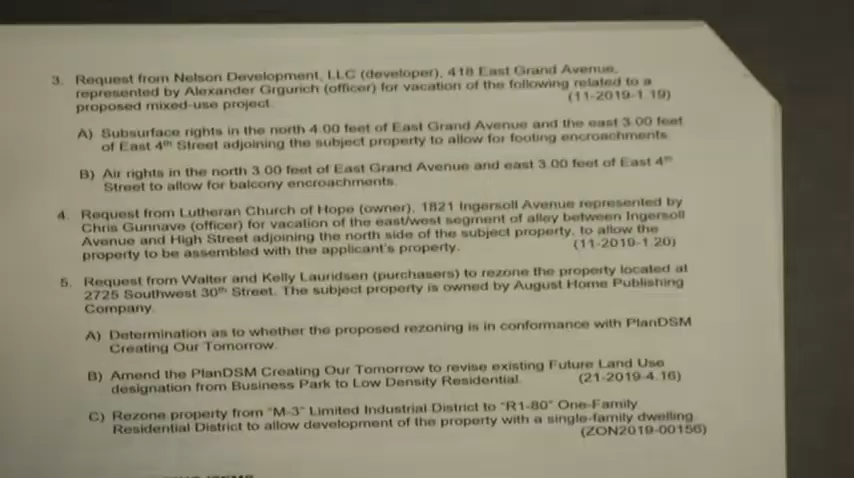 3. Request from Nelson Development, LLC (developer), 418 East Grand Avenue,
represented by Alexander Grgurich (officer) for vacation of the following related to a
proposed mixed-use project. (11-2019-1.19)
A) Subsurface rights in the north 4.00 feet of East Grand Avenue and the east 3.00 feet
of East 4th Street adjoining the subject property to allow for footing encroachments.
B) Air rights in the north 3.00 feet of East Grand Avenue and east 3.00 feet of East 4th
Street to allow for balcony encroachments.
4. Request from Lutheran Church of Hope (owner), 1821 Ingersoll Avenue represented by
Chris Gunnave (officer) for vacation of the east/west segment of alley between Ingersoll
Avenue and High Street adjoining the north side of the subject property, to allow the
property to be assembled with the applicant's property. (11-2019-1.20)
5. Request from Walter and Kelly Lauridsen (purchasers) to rezone the property located at
2725 Southwest 30th Street. The subject property is owned by August Home Publishing
Company.
A) Determination as to whether the proposed rezoning is in conformance with PlanDSM
Creating Our Tomorrow.
B) Amend the PlanDSM Creating Our Tomorrow to revise existing Future Land Use
designation from Business Park to Low Density Residential. (21-2019-4.16)
C) Rezone property from "M-3" Limited Industrial District to "R1-80" One-Family
Residential District to allow development of the property with a single-family dwelling.
(ZON2019-00156)